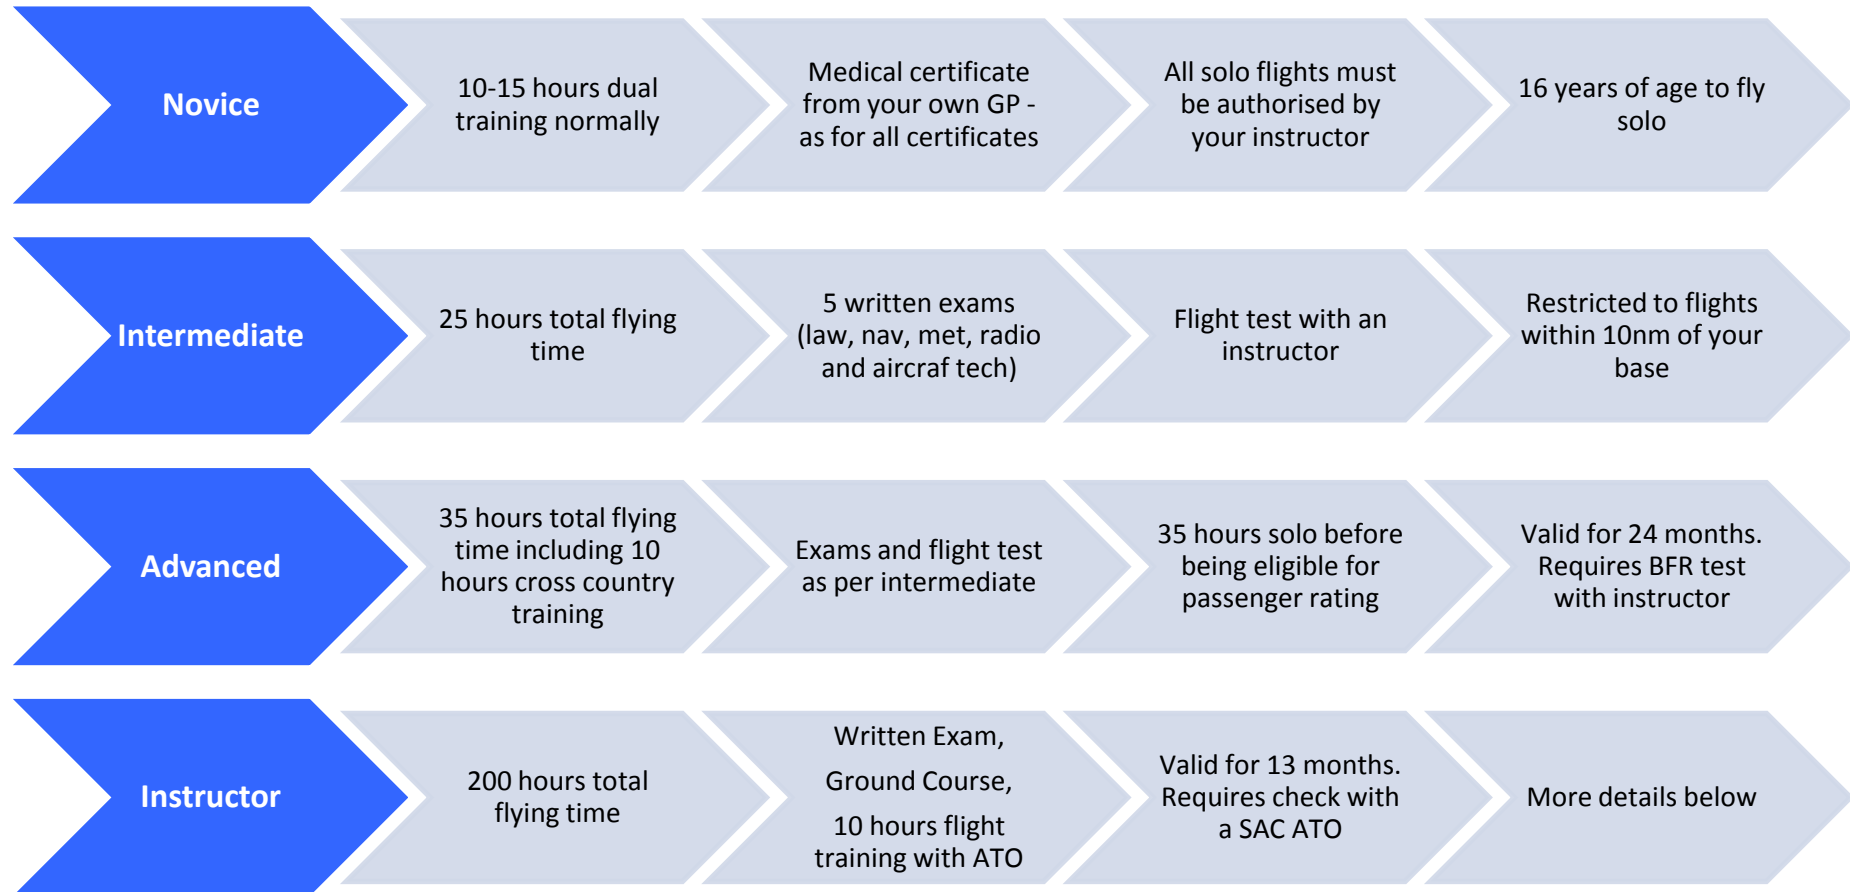 Novice
10-15 hours dual
training normally
Medical certificate
from your own GP -
as for all certificates
All solo flights must
be authorised by
your instructor
16 years of age to fly
solo
Intermediate
25 hours total flying
time
5 written exams
(law, nav, met, radio
and aircraf tech)
Flight test with an
instructor
Restricted to flights
within 10nm of your
base
Advanced
35 hours total flying
time including 10
hours cross country
training
Exams and flight test
as per intermediate
35 hours solo before
being eligible for
passenger rating
Valid for 24 months.
Requires BFR test
with instructor
Instructor
200 hours total
flying time
Written Exam,
Ground Course,
10 hours flight
training with ATO
Valid for 13 months.
Requires check with
a SAC ATO
More details below